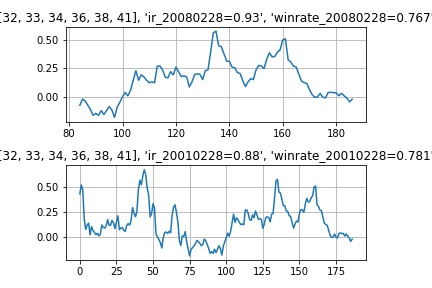 [32, 33, 34, 36, 38, 41], 'ir_20080228=0.93', 'winrate_20080228=0.767'
0.50
0.25
0.00
80 100 120 140 160 180
[32, 33, 34, 36, 38, 41], 'ir_20010228=0.88', 'winrate_20010228=0.781'
0.50
0.25
0.00
0 25 50 75 100 125 150 175